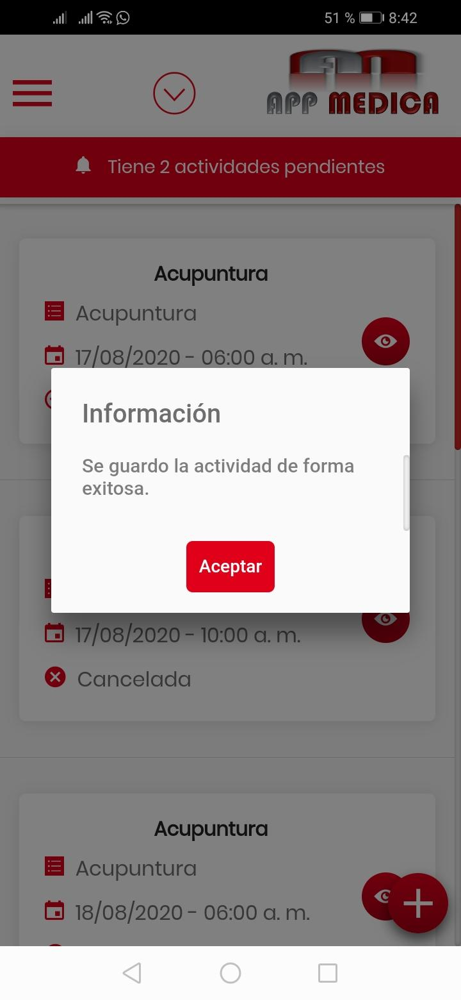 51 % 8:42
APP MEDICA
Tiene 2 actividades pendientes
Acupuntura
Acupuntura
17/08/2020 - 06:00 a. m.
Información
Se guardo la actividad de forma
exitosa.
Aceptar
17/08/2020 - 10:00 a. m.
Cancelada
Acupuntura
Acupuntura
18/08/2020 - 06:00 a. m.